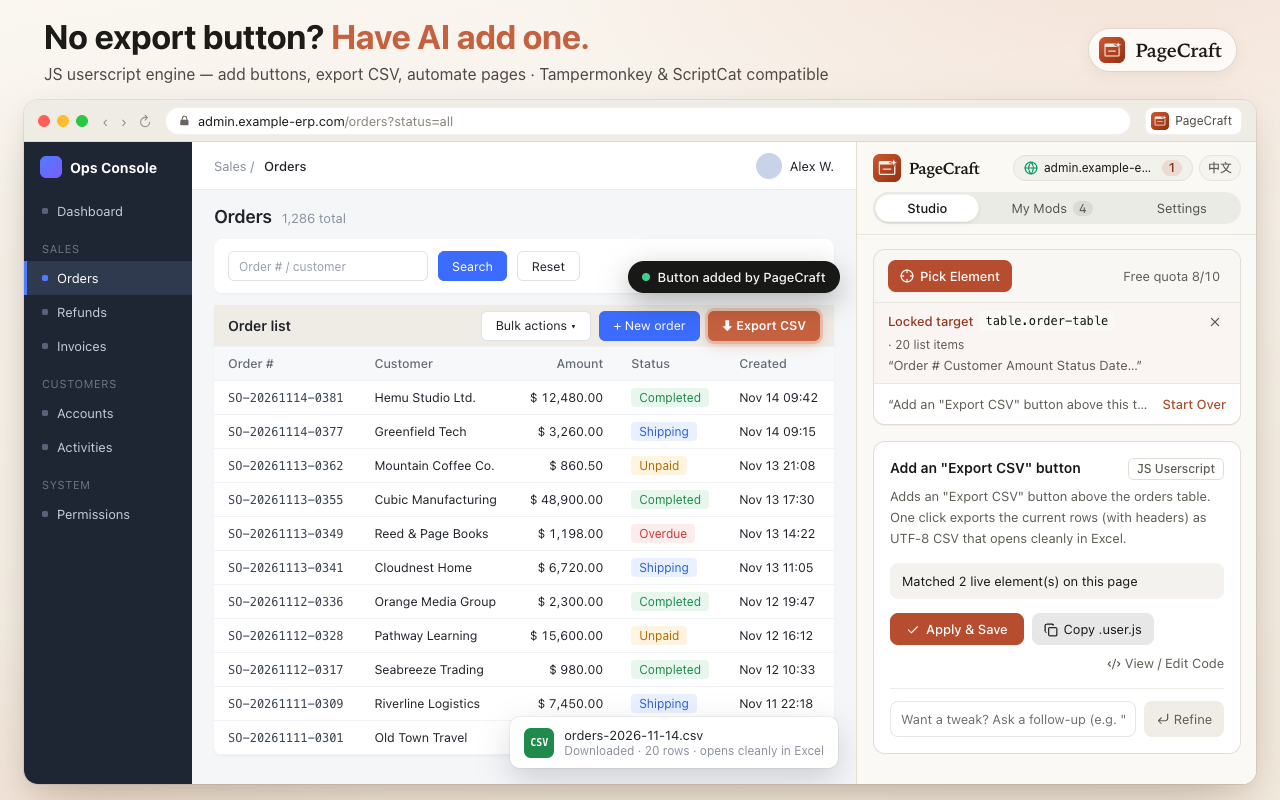 No export button? Have AI add one.
JS userscript engine — add buttons, export CSV, automate pages · Tampermonkey & ScriptCat compatible
PageCraft
admin.example-erp.com/orders?status=all
PageCraft
Ops Console
Dashboard
SALES
Orders
Refunds
Invoices
CUSTOMERS
Accounts
Activities
SYSTEM
Permissions
Sales / Orders
Alex W.
Orders 1,286 total
Order # / customer
Search
Reset
Button added by PageCraft
Order list
Bulk actions ▾
+ New order
⬇ Export CSV
Order # Customer Amount Status Created
SO-20261114-0381 Hemu Studio Ltd. $ 12,480.00 Completed Nov 14 09:42
SO-20261114-0377 Greenfield Tech $ 3,260.00 Shipping Nov 14 09:15
SO-20261113-0362 Mountain Coffee Co. $ 860.50 Unpaid Nov 13 21:08
SO-20261113-0355 Cubic Manufacturing $ 48,900.00 Completed Nov 13 17:30
SO-20261113-0349 Reed & Page Books $ 1,198.00 Overdue Nov 13 14:22
SO-20261113-0341 Cloudnest Home $ 6,720.00 Shipping Nov 13 11:05
SO-20261112-0336 Orange Media Group $ 2,300.00 Completed Nov 12 19:47
SO-20261112-0328 Pathway Learning $ 15,600.00 Unpaid Nov 12 16:12
SO-20261112-0317 Seabreeze Trading $ 980.00 Completed Nov 12 10:33
SO-20261111-0309 Riverline Logistics $ 7,450.00 Shipping Nov 11 22:18
SO-20261111-0301 Old Town Travel
CSV
orders-2026-11-14.csv
Downloaded · 20 rows · opens cleanly in Excel
PageCraft
admin.example-e... 1
中文
Studio
My Mods 4
Settings
Pick Element
Free quota 8/10
Locked target table.order-table
· 20 list items
“Order # Customer Amount Status Date…”
“Add an "Export CSV" button above this t...
Start Over
Add an "Export CSV" button
JS Userscript
Adds an "Export CSV" button above the orders table.
One click exports the current rows (with headers) as
UTF-8 CSV that opens cleanly in Excel.
Matched 2 live element(s) on this page
Apply & Save
Copy .user.js
View / Edit Code
Want a tweak? Ask a follow-up (e.g. "
Refine